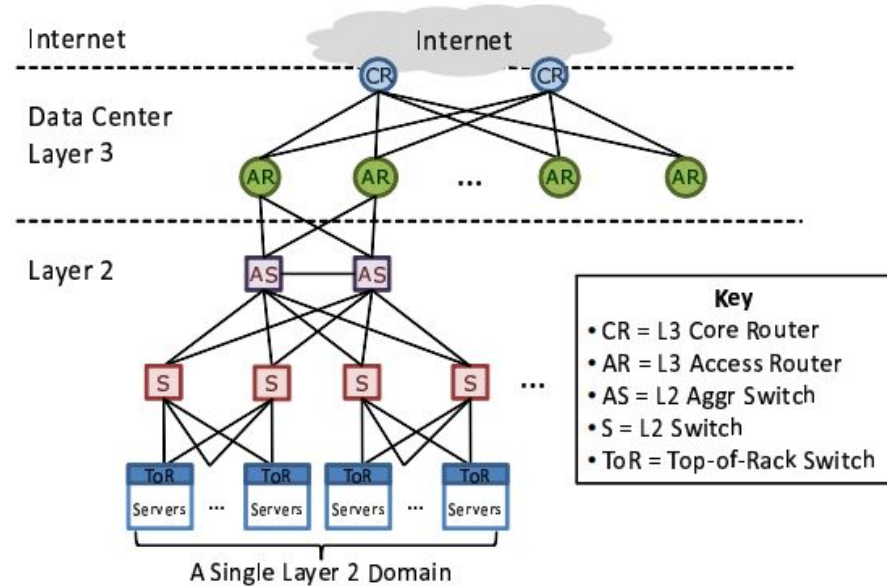 Internet
Internet
CR CR
Data Center
Layer 3
AR AR ... AR AR
Layer 2
AS AS
S S S S ...
ToR ToR ToR ToR
Servers ... Servers Servers ... Servers
A Single Layer 2 Domain
Key
• CR = L3 Core Router
• AR = L3 Access Router
• AS = L2 Aggr Switch
• S = L2 Switch
• ToR = Top-of-Rack Switch